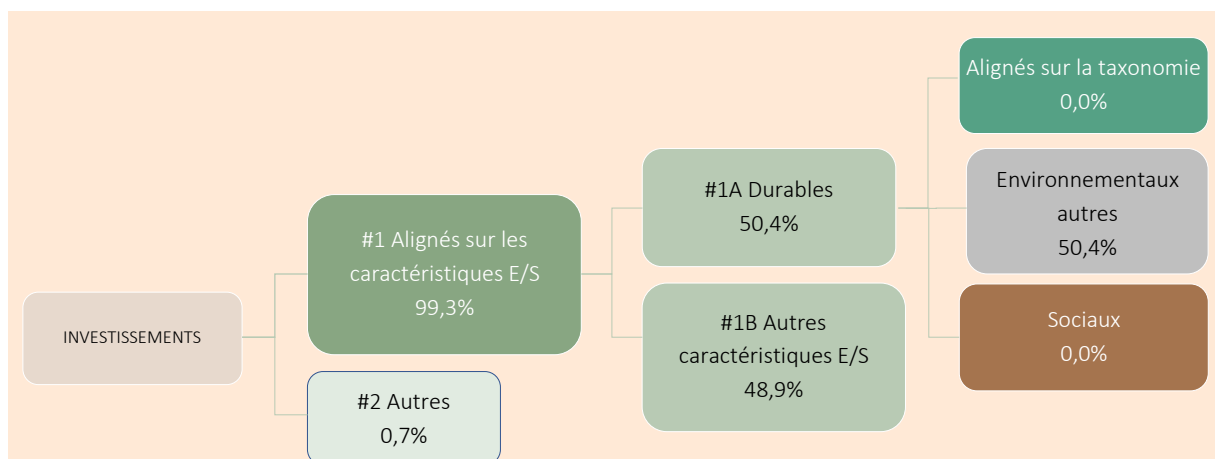 INVESTISSEMENTS
#1 Alignés sur les
caractéristiques E/S
99,3%
#2 Autres
0,7%
#1A Durables
50,4%
#1B Autres
caractéristiques E/S
48,9%
Alignés sur la taxonomie
0,0%
Environnementaux
autres
50,4%
Sociaux
0,0%